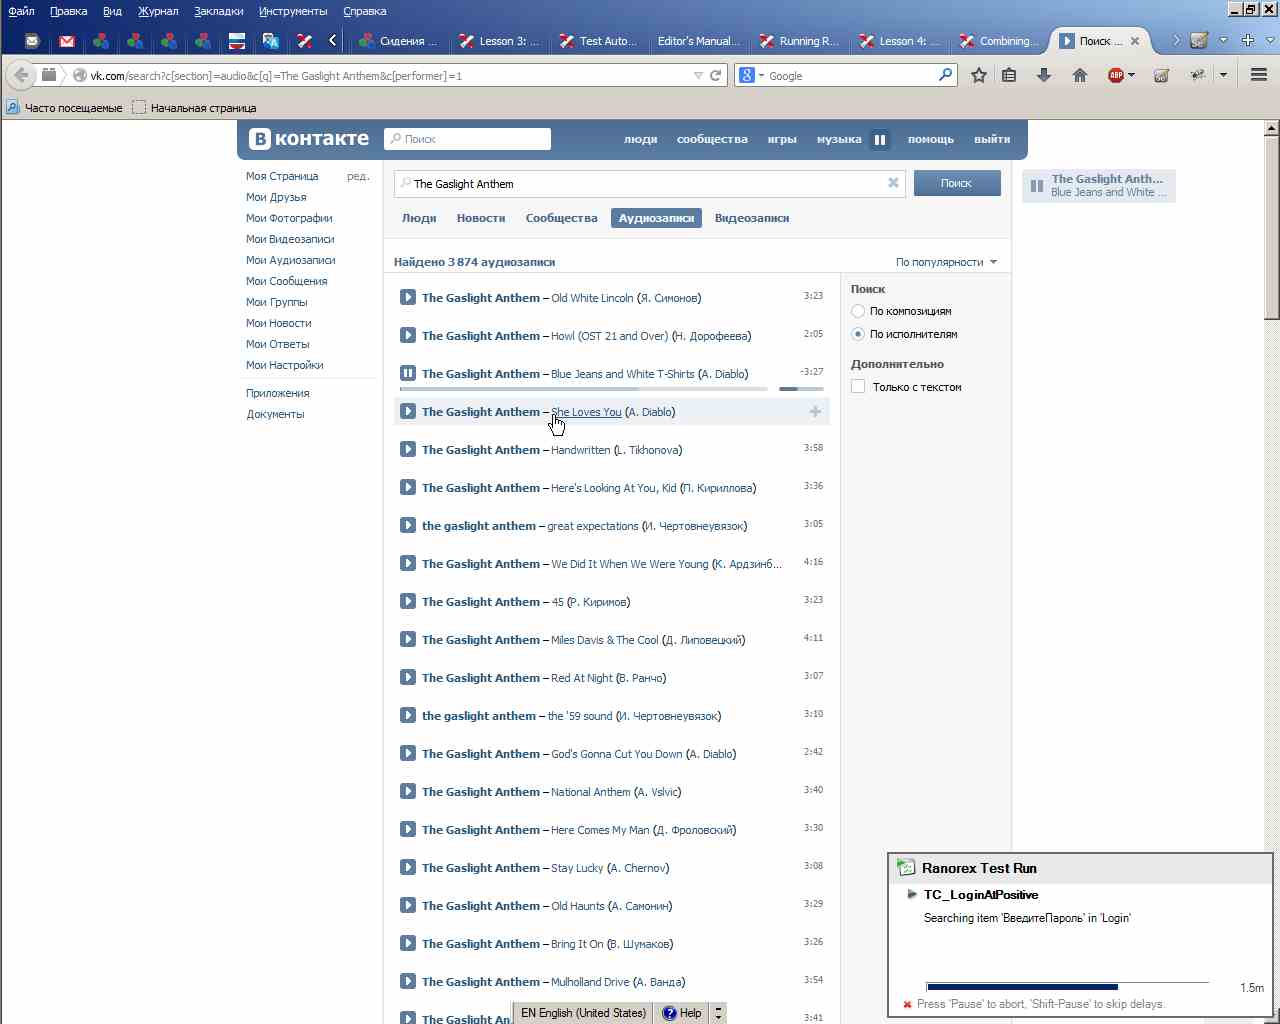 Файл Правка Вид Журнал Закладки Инструменты Справка
Сидения ... Lesson 3: ... Test Auto... Editor's Manual... Running R... Lesson 4: ... Combining... Поиск ...
vk.com/search?c[section]=audio&c[q]=The Gaslight Anthem&c[performer]=1
Google
ABP
Часто посещаемые Начальная страница
В контакте Поиск люди сообщества игры музыка помощь выйти
Моя Страница ред.
Мои Друзья
Мои Фотографии
Мои Видеозаписи
Мои Аудиозаписи
Мои Сообщения
Мои Группы
Мои Новости
Мои Ответы
Мои Настройки
Приложения
Документы
The Gaslight Anthem Поиск
Люди Новости Сообщества Аудиозаписи Видеозаписи
Найдено 3 874 аудиозаписи По популярности
The Gaslight Anthem – Old White Lincoln (Я. Симонов) 3:23
The Gaslight Anthem – Howl (OST 21 and Over) (Н. Дорофеева) 2:05
The Gaslight Anthem – Blue Jeans and White T-Shirts (A. Diablo) -3:27
The Gaslight Anthem – She Loves You (A. Diablo)
The Gaslight Anthem – Handwritten (L. Tikhonova) 3:58
The Gaslight Anthem – Here's Looking At You, Kid (П. Кириллова) 3:36
the gaslight anthem – great expectations (И. Чертовнеувязок) 3:05
The Gaslight Anthem – We Did It When We Were Young (К. Ардзинб... 4:16
The Gaslight Anthem – 45 (Р. Киримов) 3:23
The Gaslight Anthem – Miles Davis & The Cool (Д. Липовецкий) 4:11
The Gaslight Anthem – Red At Night (В. Ранчо) 3:07
the gaslight anthem – the '59 sound (И. Чертовнеувязок) 3:10
The Gaslight Anthem – God's Gonna Cut You Down (A. Diablo) 2:42
The Gaslight Anthem – National Anthem (A. Vslvic) 3:40
The Gaslight Anthem – Here Comes My Man (Д. Фроловский) 3:30
The Gaslight Anthem – Stay Lucky (A. Chernov) 3:08
The Gaslight Anthem – Old Haunts (А. Самонин) 3:29
The Gaslight Anthem – Bring It On (В. Шумаков) 3:26
The Gaslight Anthem – Mulholland Drive (А. Ванда) 3:54
The Gaslight An 3:41
Поиск
По композициям
По исполнителям
Дополнительно
Только с текстом
The Gaslight Anth...
Blue Jeans and White ...
Ranorex Test Run
TC_LoginAtPositive
Searching item 'ВведитеПароль' in 'Login'
1.5m
Press 'Pause' to abort, 'Shift-Pause' to skip delays.
EN English (United States) Help